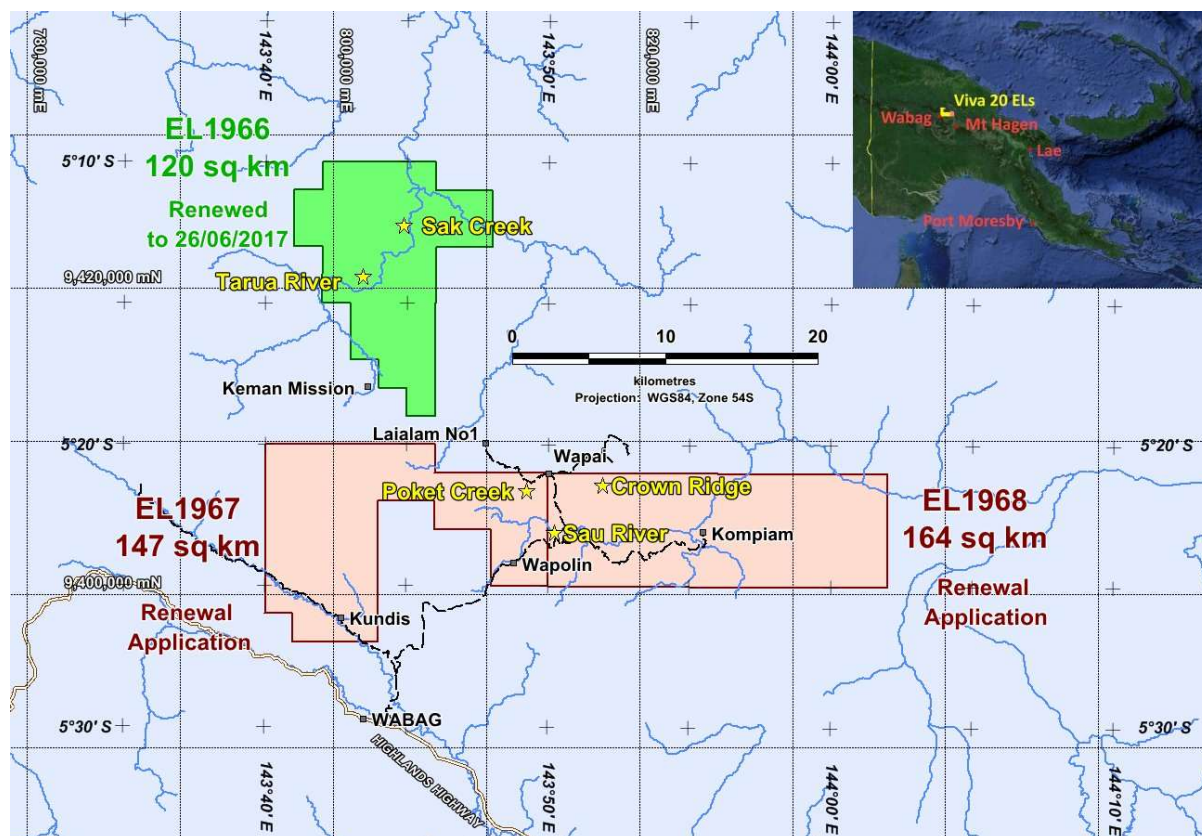 780,000 mE
143°40' E
800,000 mE
143°50' E
820,000 mE
144°00' E
Viva 20 ELs
Wabag
Mt Hagen
Lae
Port Moresby
EL1966
120 sq km
Renewed
to 26/06/2017
5°10' S
Sak Creek
9,420,000 mN
Tarua River
0 10 20
kilometres
Projection: WGS84, Zone 54S
Keman Mission
Laialam No1
5°20' S
5°20' S
Wapai
Poket Creek
Crown Ridge
EL1967
147 sq km
EL1968
164 sq km
Sau River
Kompiam
Wapolin
9,400,000 mN
Renewal
Application
Renewal
Application
Kundis
5°30' S
WABAG
5°30' S
HIGHLANDS HIGHWAY
143°40' E
143°50' E
144°00' E
144°10' E